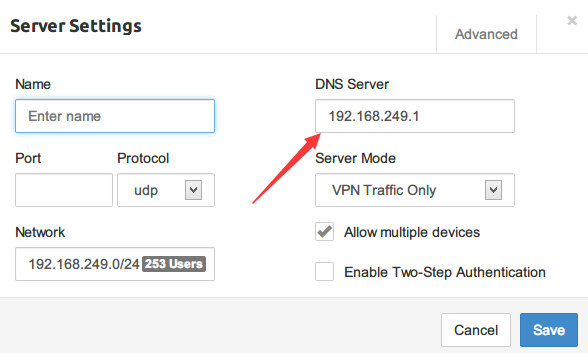 Server Settings
Advanced
×
Name
DNS Server
Enter name
192.168.249.1
Port
Protocol
Server Mode
udp
VPN Traffic Only
Network
Allow multiple devices
192.168.249.0/24 253 Users
Enable Two-Step Authentication
Cancel
Save